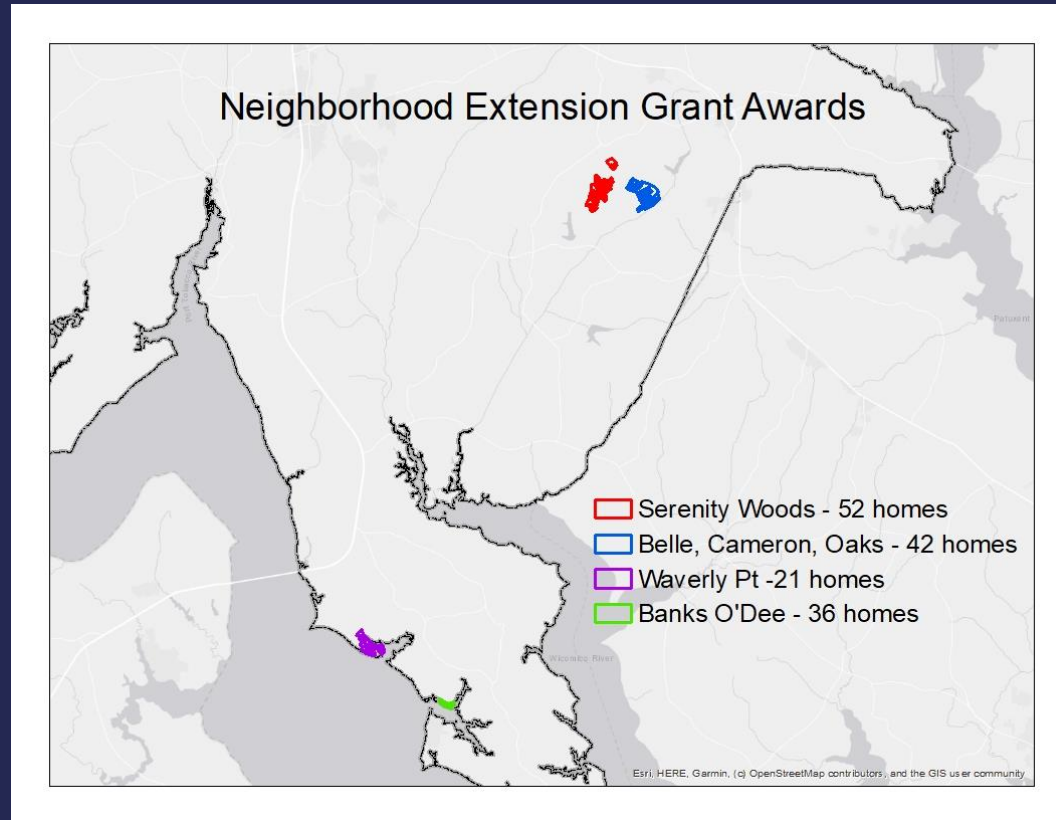 Neighborhood Extension Grant Awards
Patuxent
Serenity Woods - 52 homes
Belle, Cameron, Oaks - 42 homes
Waverly Pt -21 homes
Banks O'Dee - 36 homes
Wicomico River
Esri, HERE, Garmin, (c) OpenStreetMap contributors, and the GIS user community